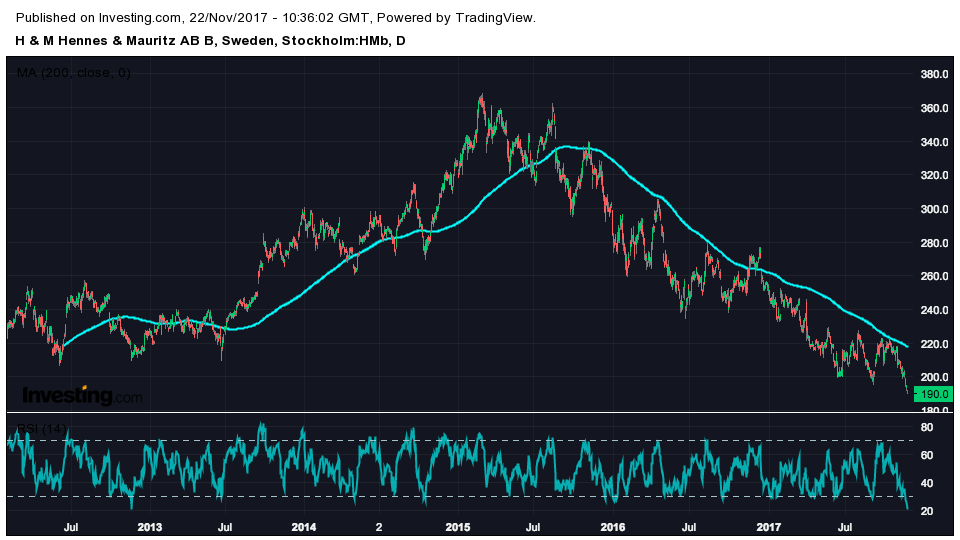 Published on Investing.com, 22/Nov/2017 - 10:36:02 GMT, Powered by TradingView.
H & M Hennes & Mauritz AB B, Sweden, Stockholm:HMb, D
MA (200, close, 0)
380.0
360.0
340.0
320.0
300.0
280.0
260.0
240.0
220.0
200.0
190.0
180.0
Investing.com
RSI (14)
80
60
40
20
Jul 2013 Jul 2014 2 2015 Jul 2016 Jul 2017 Jul